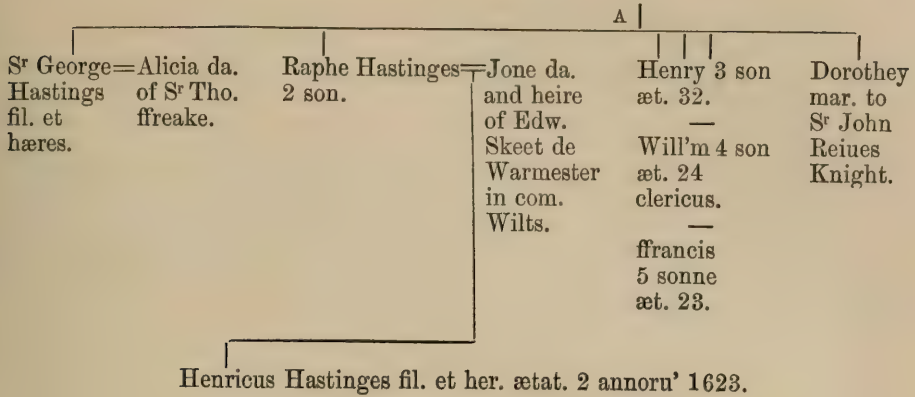 A
Sr George=Alicia da.
Hastings of Sr Tho.
fil. et ffreake.
hæres.
Raphe Hastinges=Jone da.
2 son. and heire
of Edw.
Skeet de
Warmester
in com.
Wilts.
Henry 3 son
æt. 32.
—
Will'm 4 son
æt. 24
clericus.
—
ffrancis
5 sonne
æt. 23.
Dorothey
mar. to
Sr John
Reiues
Knight.
Henricus Hastinges fil. et her. ætat. 2 annoru' 1623.